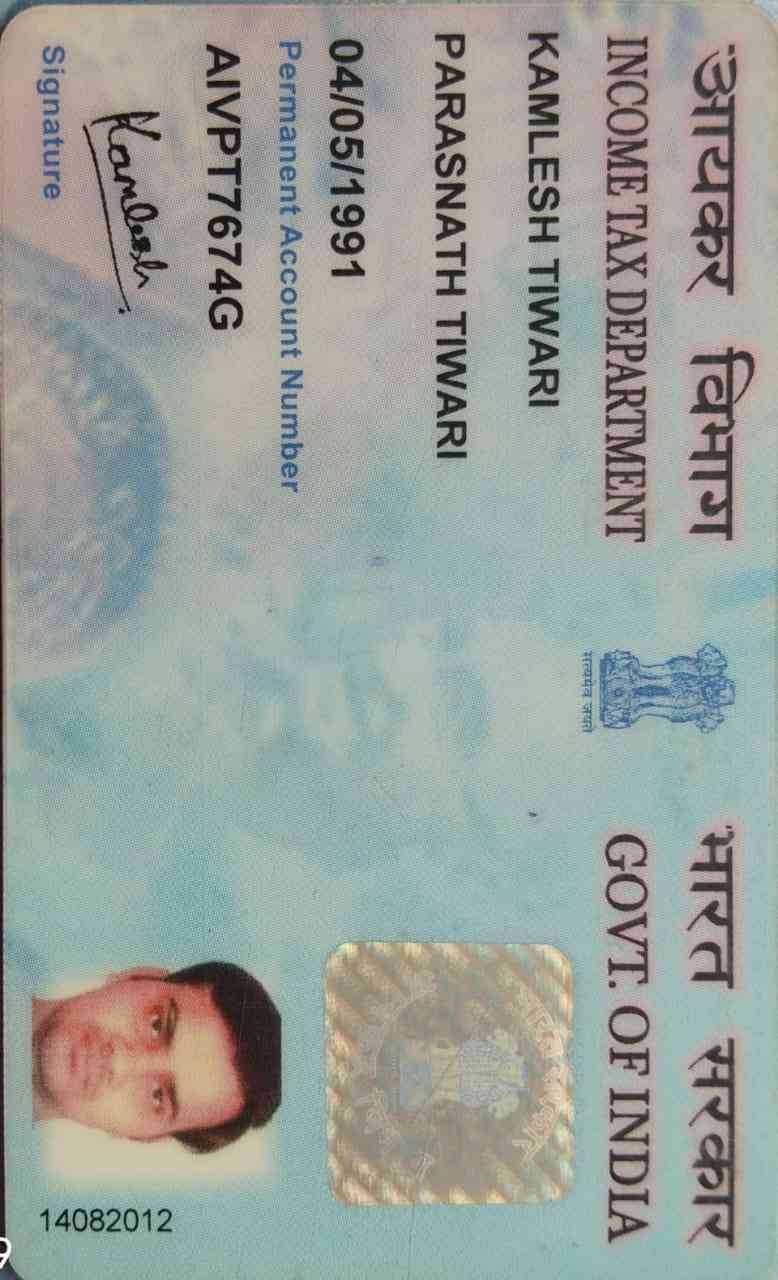 आयकर विभाग
INCOME TAX DEPARTMENT
सत्यमेव जयते
भारत सरकार
GOVT. OF INDIA
KAMLESH TIWARI
PARASNATH TIWARI
04/05/1991
Permanent Account Number
AIVPT7674G
Kamlesh
Signature
14082012
9